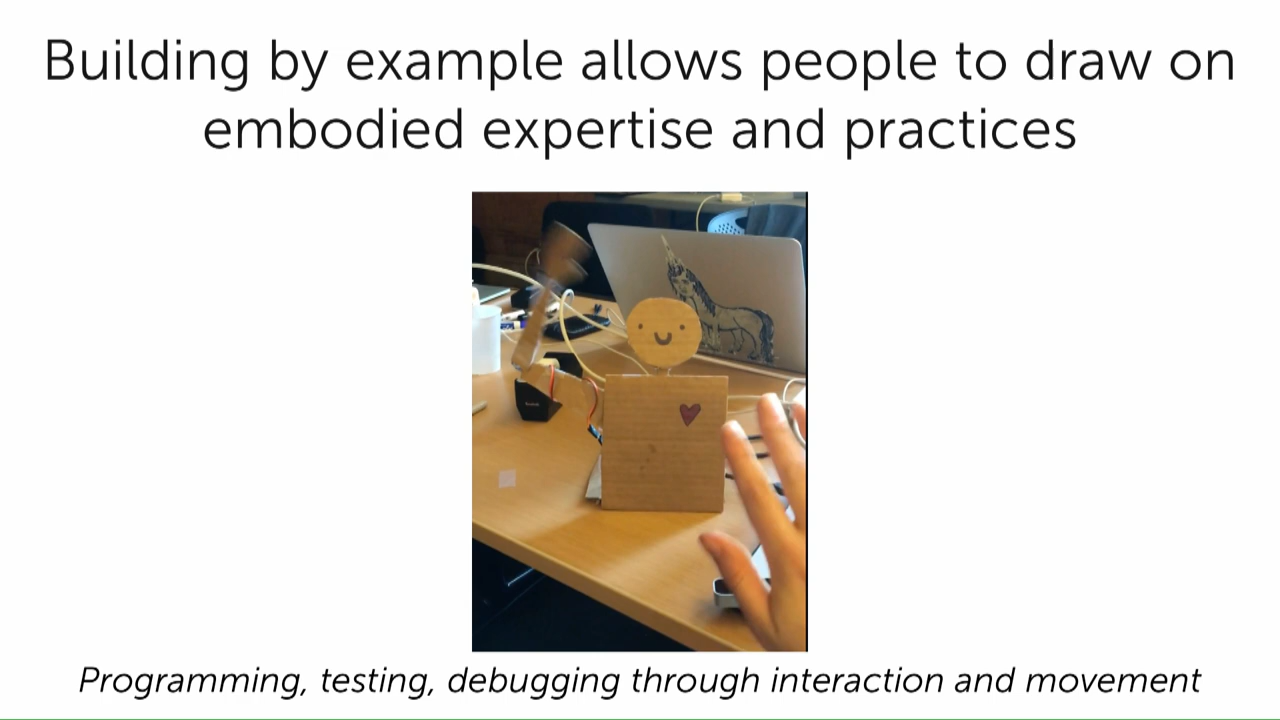 Building by example allows people to draw on
embodied expertise and practices
Programming, testing, debugging through interaction and movement